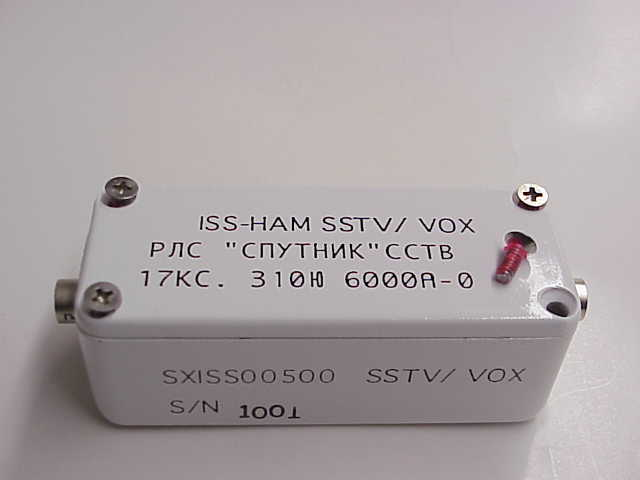 ISS-HAM SSTV/ VOX
РЛС "СПУТНИК" ССТВ
17КС. 310Ю 6000А-0
SXISS00500 SSTV/ VOX
S/N 1001